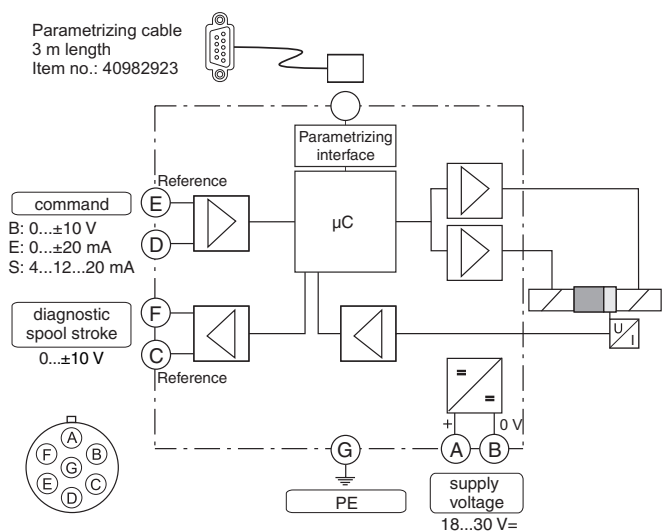 Parametrizing cable
3 m length
Item no.: 40982923
Parametrizing
interface
Reference
command
E
D
B: 0...±10 V
E: 0...±20 mA
S: 4...12...20 mA
µC
diagnostic
spool stroke
0...±10 V
F
C
Reference
U
I
=
=
+
0 V
A
B
G
PE
supply
voltage
18...30 V=
A
F
B
G
E
C
D